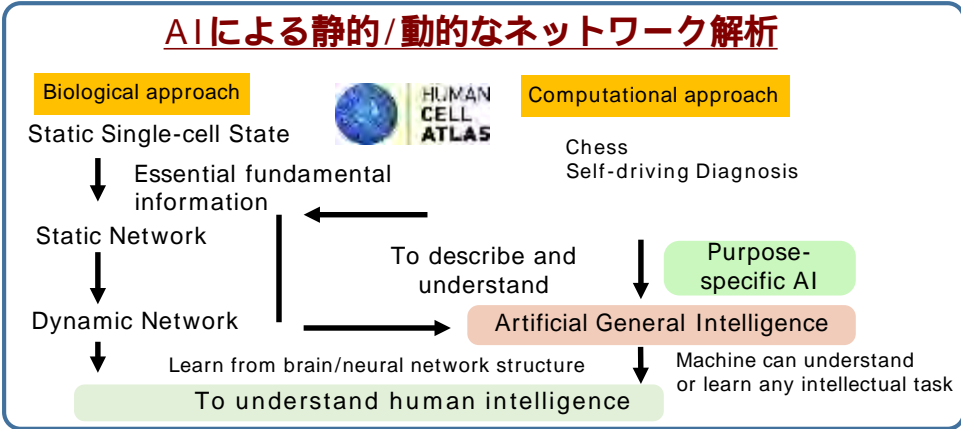 AIによる静的/動的なネットワーク解析
Biological approach
HUMAN
CELL
ATLAS
Computational approach
Static Single-cell State
Chess
Self-driving Diagnosis
Essential fundamental
information
Static Network
To describe and
understand
Purpose-
specific AI
Dynamic Network
Artificial General Intelligence
Learn from brain/neural network structure
Machine can understand
or learn any intellectual task
To understand human intelligence